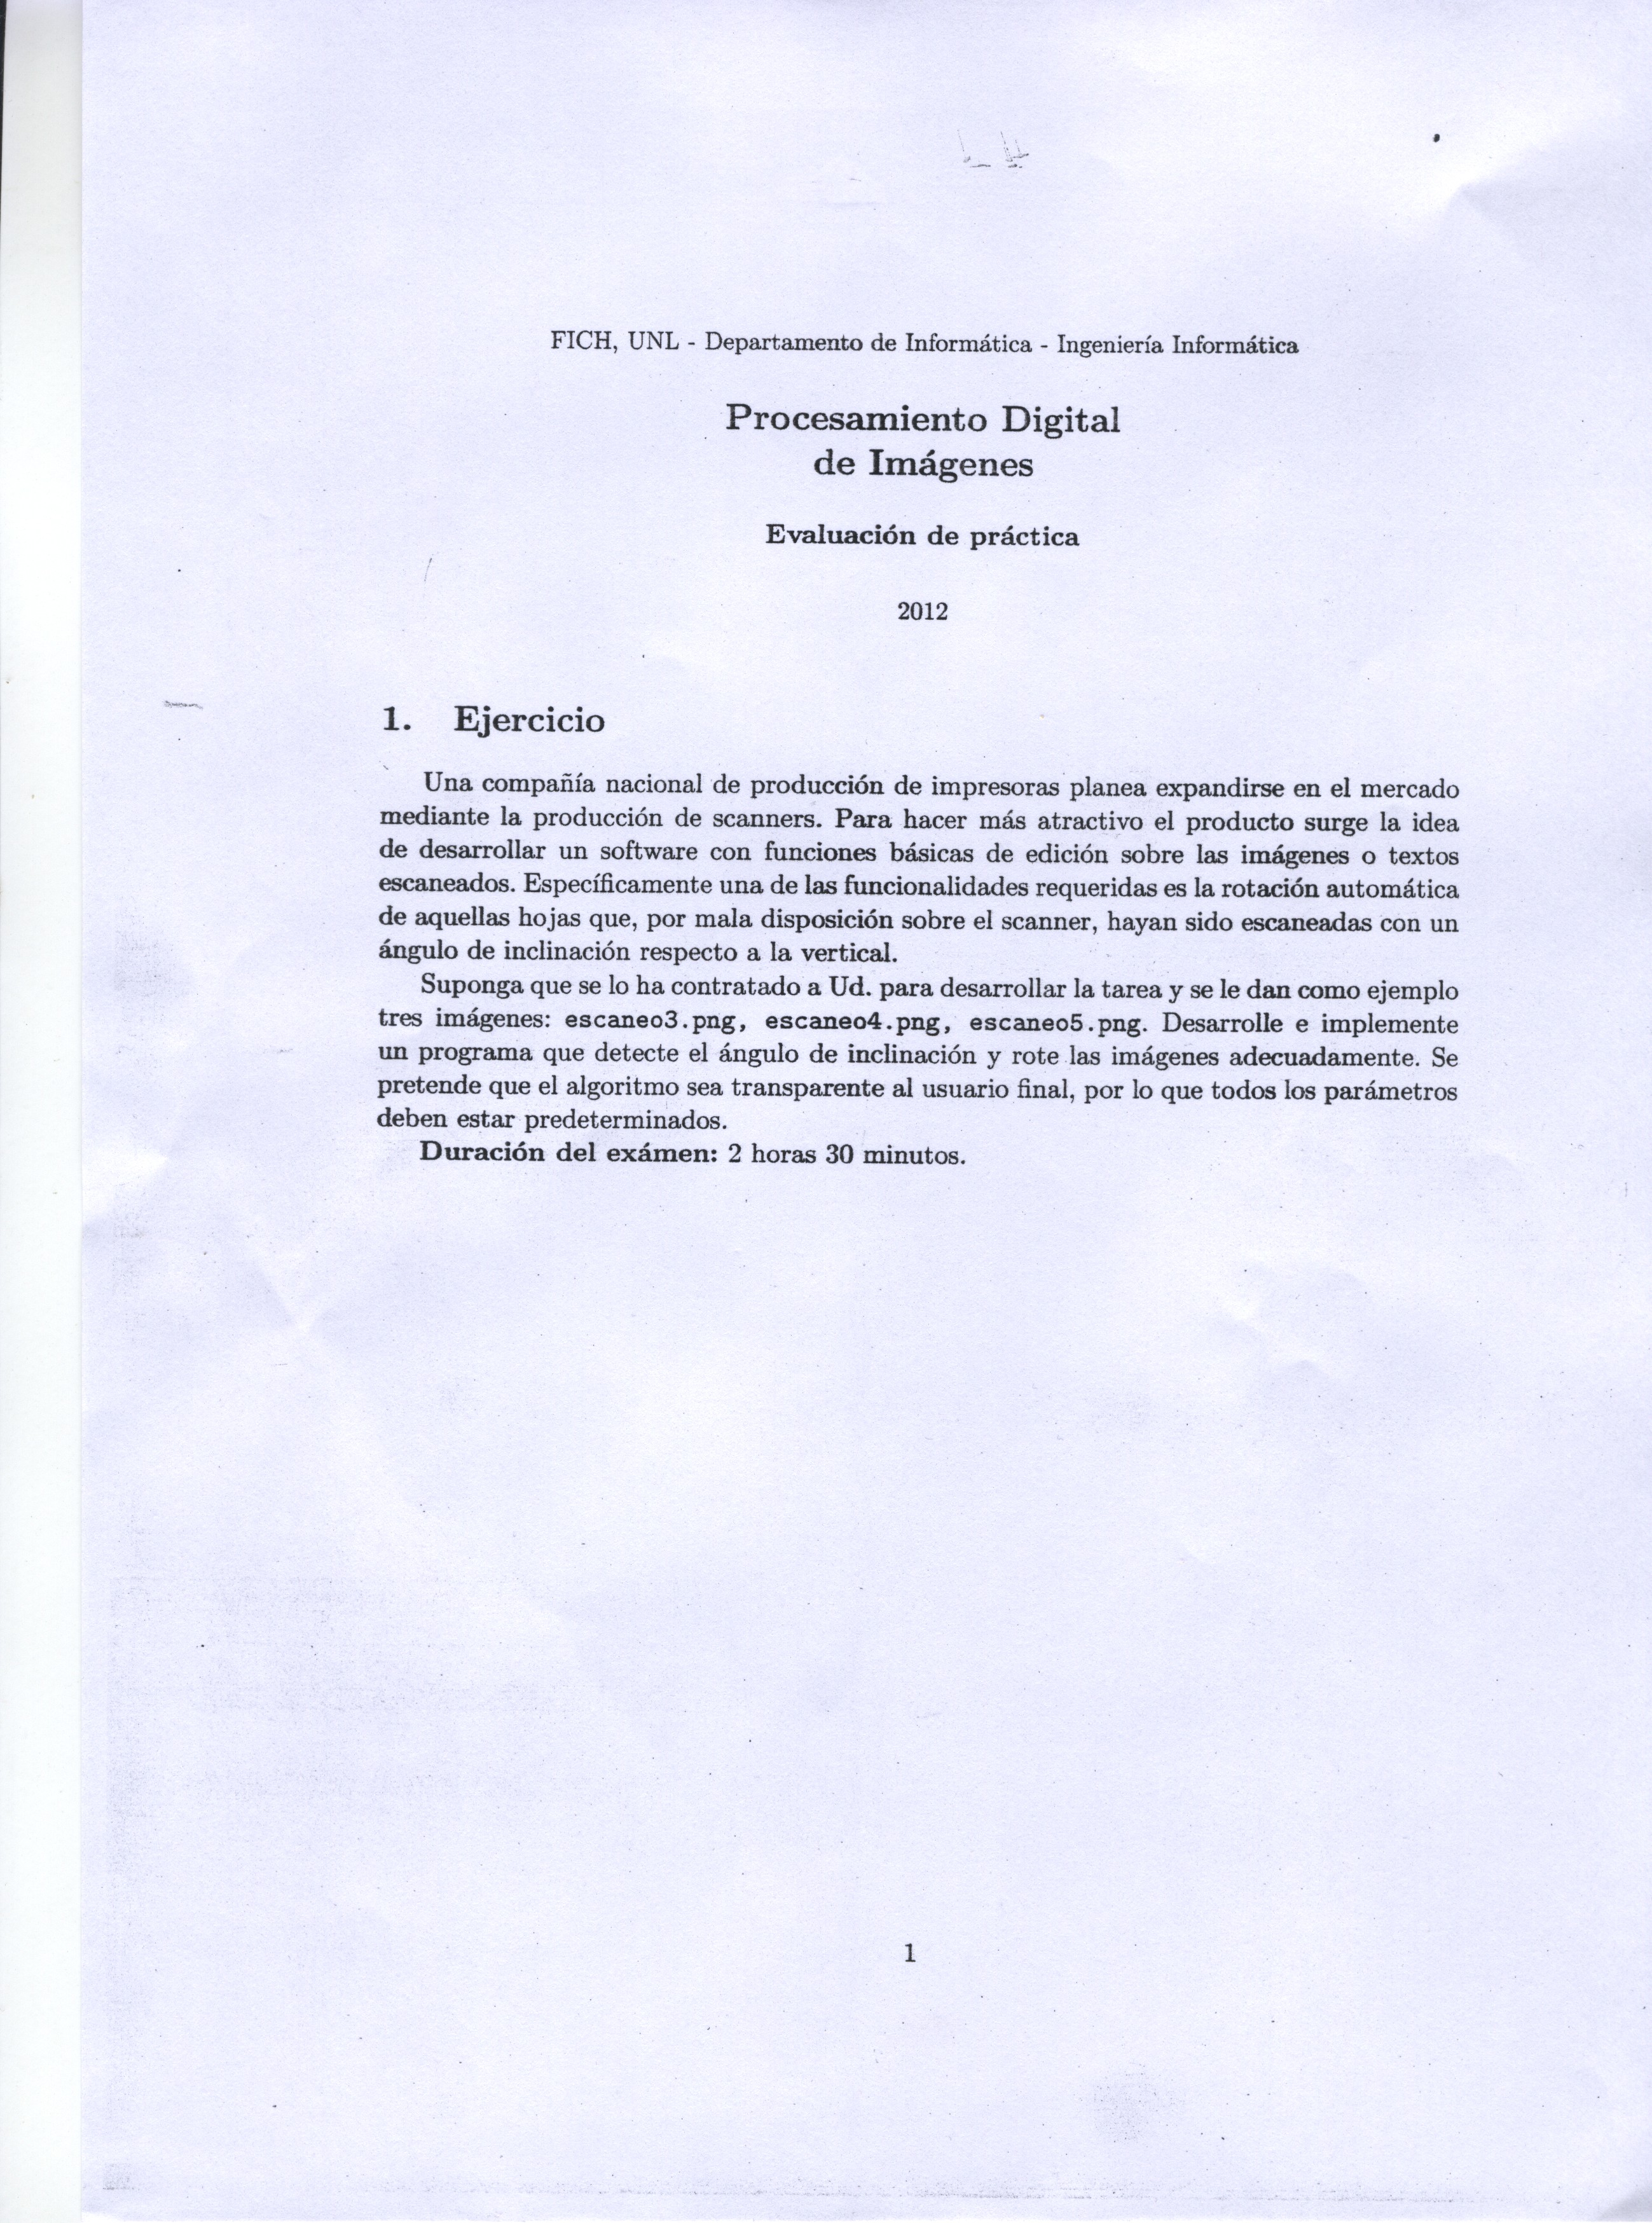 FICH, UNL - Departamento de Informática - Ingeniería Informática
Procesamiento Digital
de Imágenes
Evaluación de práctica
2012
1. Ejercicio
Una compañía nacional de producción de impresoras planea expandirse en el mercado
mediante la producción de scanners. Para hacer más atractivo el producto surge la idea
de desarrollar un software con funciones básicas de edición sobre las imágenes o textos
escaneados. Específicamente una de las funcionalidades requeridas es la rotación automática
de aquellas hojas que, por mala disposición sobre el scanner, hayan sido escaneadas con un
ángulo de inclinación respecto a la vertical.
Suponga que se lo ha contratado a Ud. para desarrollar la tarea y se le dan como ejemplo
tres imágenes: escaneo3.png, escaneo4.png, escaneo5.png. Desarrolle e implemente
un programa que detecte el ángulo de inclinación y rote las imágenes adecuadamente. Se
pretende que el algoritmo sea transparente al usuario final, por lo que todos los parámetros
deben estar predeterminados.
Duración del exámen: 2 horas 30 minutos.
1